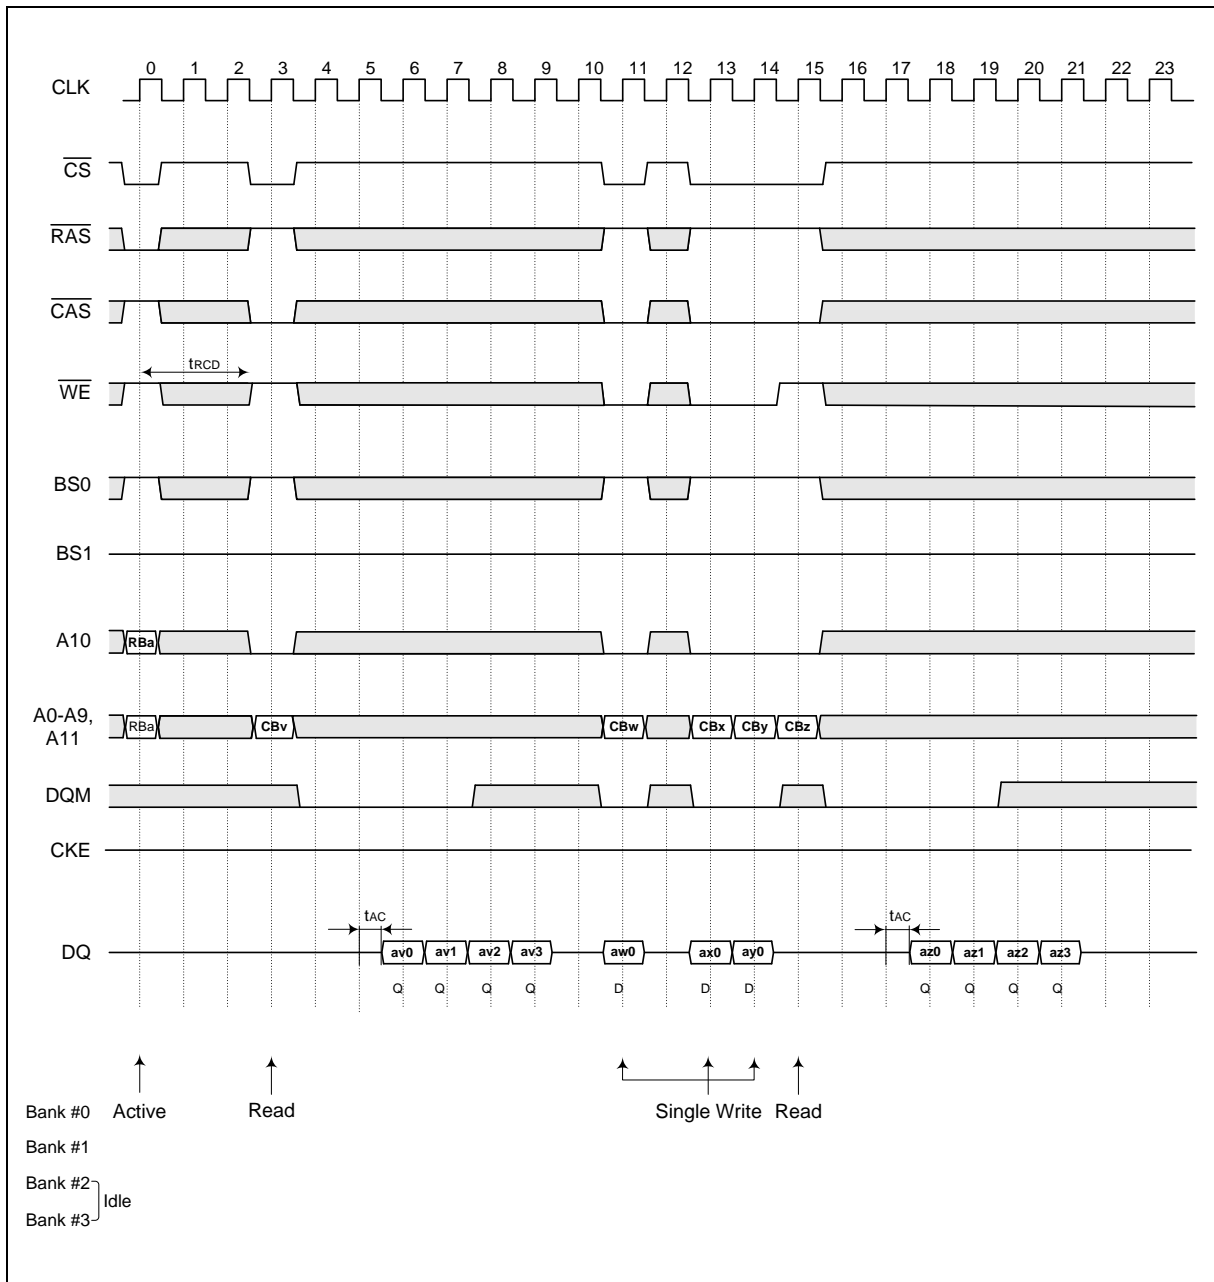 0 1 2 3 4 5 6 7 8 9 10 11 12 13 14 15 16 17 18 19 20 21 22 23
CLK
CS
RAS
CAS
tRCD
WE
BS0
BS1
A10 RBa
A0-A9, A11 RBa CBv CBw CBx CBy CBz
DQM
CKE
tAC tAC
DQ av0 av1 av2 av3 aw0 ax0 ay0 az0 az1 az2 az3
Q Q Q Q D D D Q Q Q Q
Bank #0 Active Read Single Write Read
Bank #1
Bank #2
Idle
Bank #3